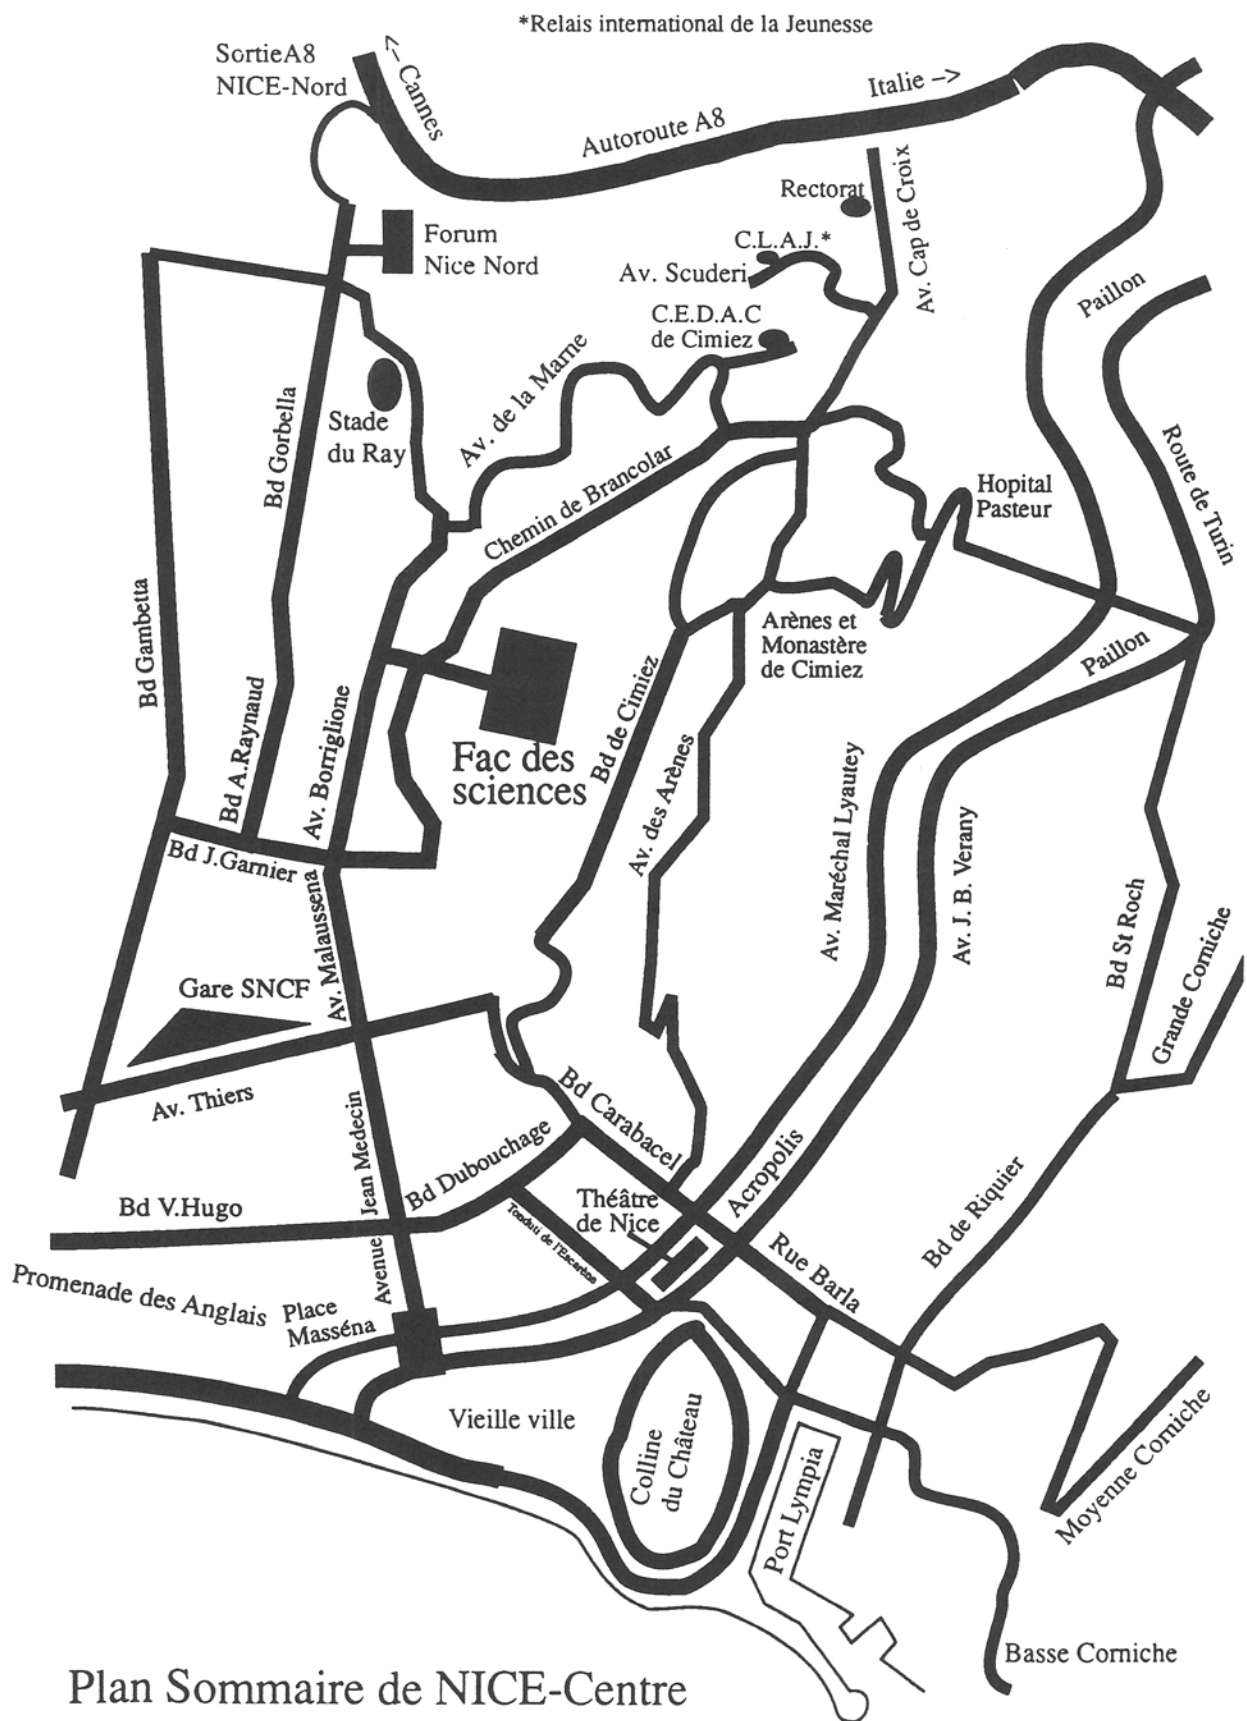 *Relais international de la Jeunesse
SortieA8
NICE-Nord
<- Cannes
Italie ->
Autoroute A8
Rectorat
Av. Cap de Croix
C.L.A.J.*
Av. Scuderi
Forum
Nice Nord
C.E.D.A.C
de Cimiez
Paillon
Av. de la Marne
Stade
du Ray
Bd Gorbella
Chemin de Brancolar
Hopital
Pasteur
Route de Turin
Bd Gambetta
Arènes et
Monastère
de Cimiez
Paillon
Bd A.Raynaud
Av. Borriglione
Fac des
sciences
Bd de Cimiez
Av. des Arènes
Av. Maréchal Lyautey
Av. J. B. Verany
Bd J.Garnier
Av. Malaussena
Bd St Roch
Grande Corniche
Gare SNCF
Av. Thiers
Bd Carabacel
Avenue Jean Medecin
Bd Dubouchage
Acropolis
Théâtre
de Nice
Tonduti de l'Escarène
Bd V.Hugo
Rue Barla
Bd de Riquier
Promenade des Anglais
Place
Masséna
Vieille ville
Colline
du Château
Port Lympia
Moyenne Corniche
Basse Corniche
Plan Sommaire de NICE-Centre